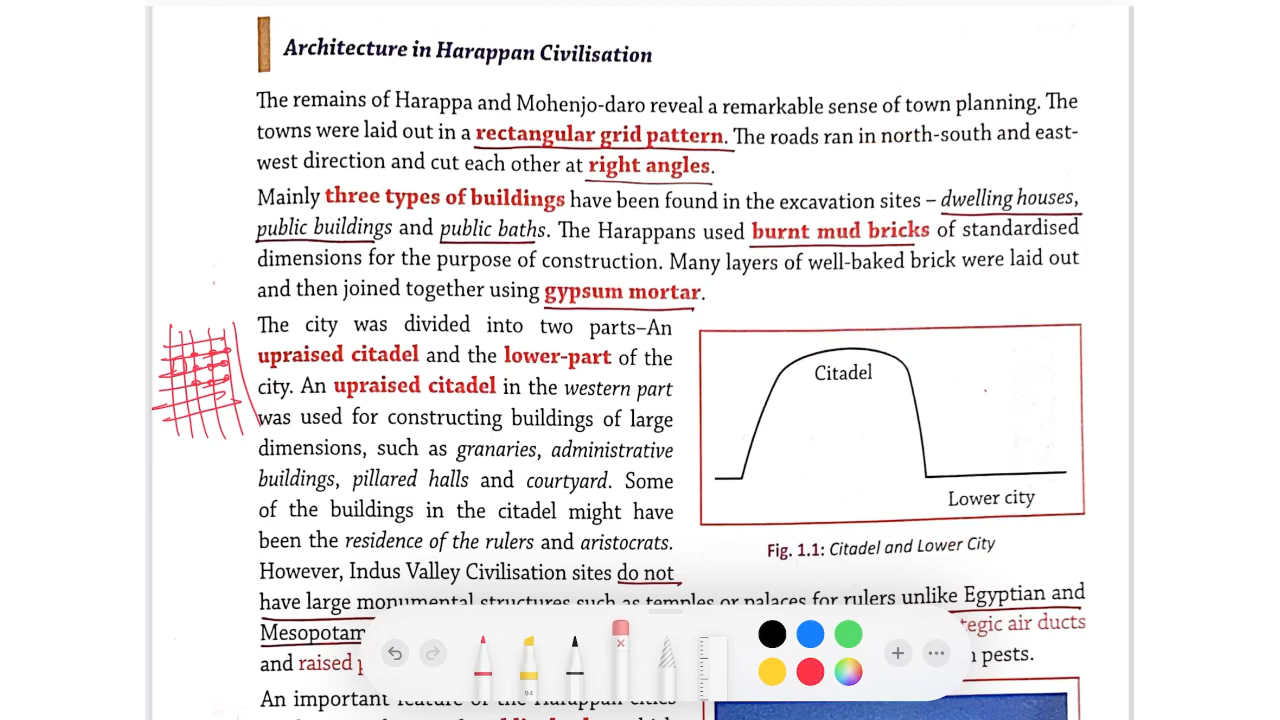 Architecture in Harappan Civilisation
The remains of Harappa and Mohenjo-daro reveal a remarkable sense of town planning. The
towns were laid out in a rectangular grid pattern. The roads ran in north-south and east-
west direction and cut each other at right angles.
Mainly three types of buildings have been found in the excavation sites – dwelling houses,
public buildings and public baths. The Harappans used burnt mud bricks of standardised
dimensions for the purpose of construction. Many layers of well-baked brick were laid out
and then joined together using gypsum mortar.
The city was divided into two parts–An
upraised citadel and the lower-part of the
city. An upraised citadel in the western part
was used for constructing buildings of large
dimensions, such as granaries, administrative
buildings, pillared halls and courtyard. Some
of the buildings in the citadel might have
been the residence of the rulers and aristocrats.
However, Indus Valley Civilisation sites do not
have large monumental structures such as temples or palaces for rulers unlike Egyptian and
tegic air ducts
and raised
pests.
An important feature of the Harappan cities
Citadel
Lower city
Fig. 1.1: Citadel and Lower City
94